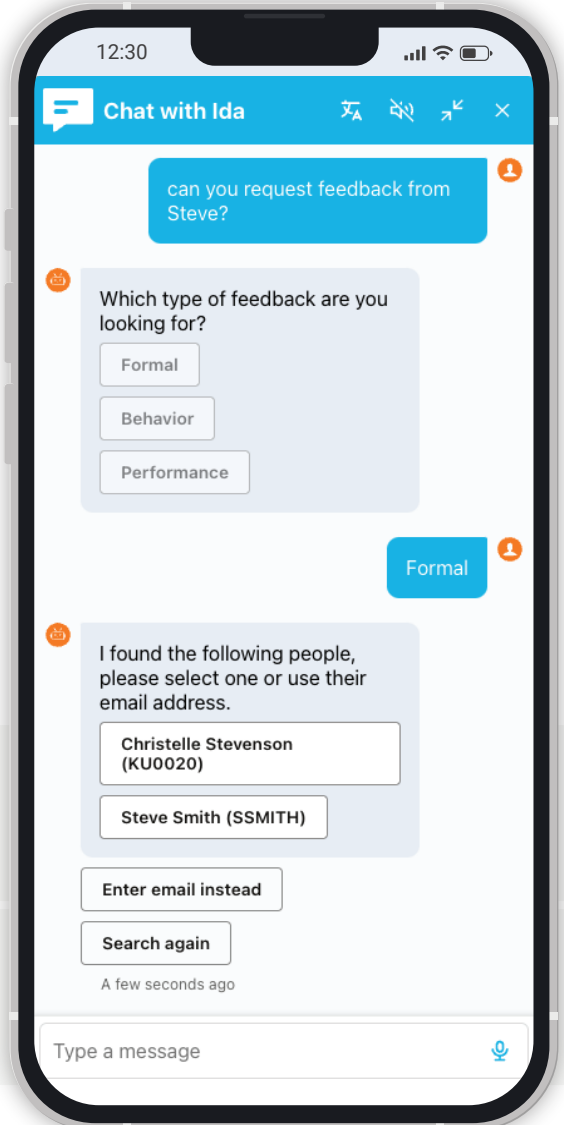 12:30
Chat with Ida
can you request feedback from
Steve?
Which type of feedback are you
looking for?
Formal
Behavior
Performance
Formal
I found the following people,
please select one or use their
email address.
Christelle Stevenson
(KU0020)
Steve Smith (SSMITH)
Enter email instead
Search again
A few seconds ago
Type a message